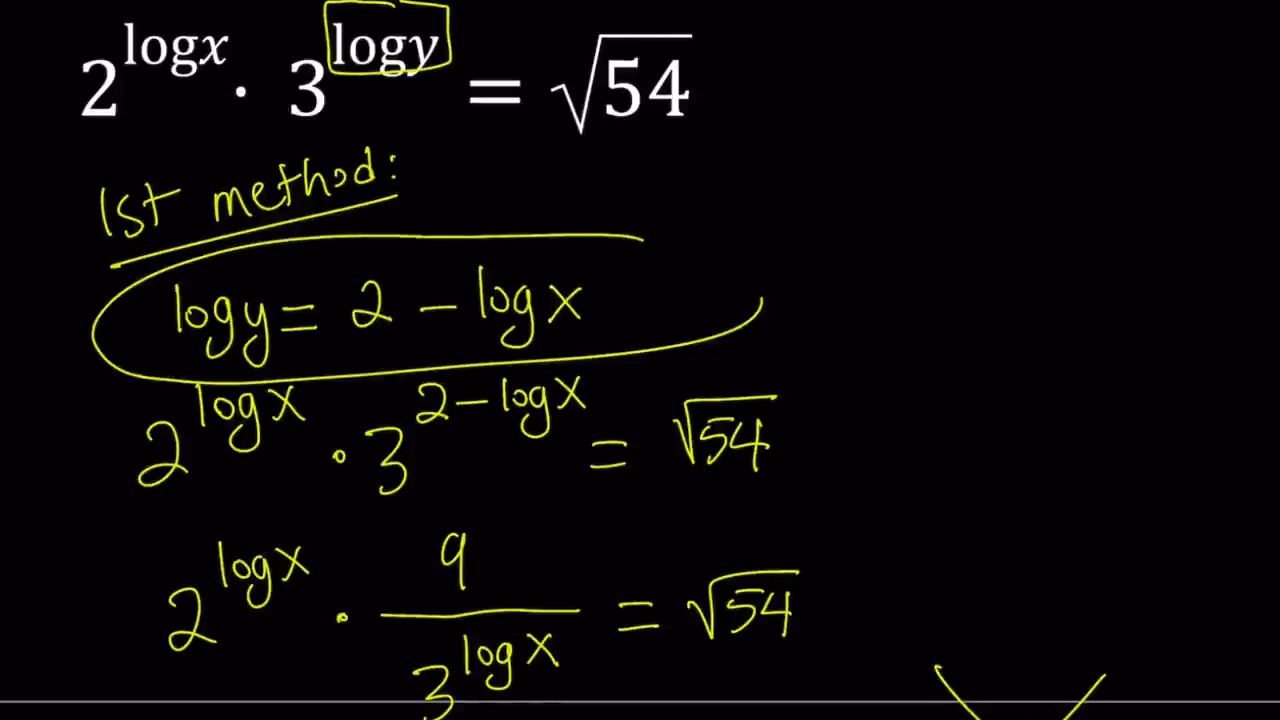 2^{logx} · 3^{logy} = √54
1st method:
logy = 2 - logx
2^{logx} · 3^{2-logx} = √54
2^{logx} · 9/3^{logx} = √54